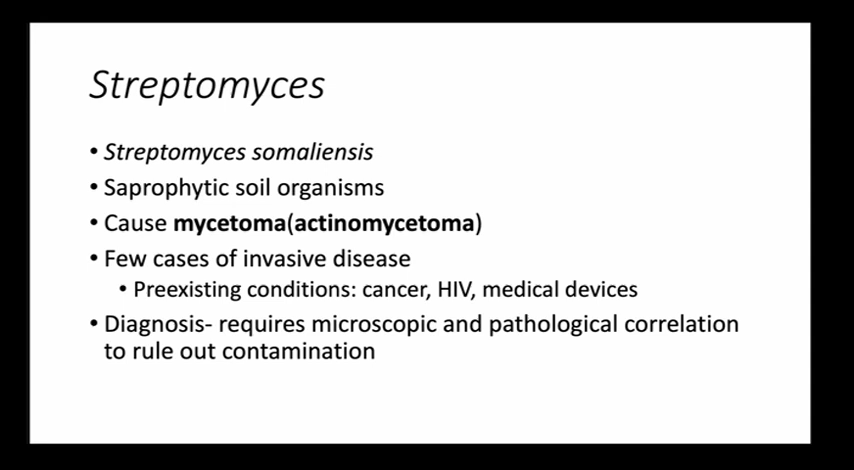 Streptomyces
• Streptomyces somaliensis
• Saprophytic soil organisms
• Cause mycetoma(actinomycetoma)
• Few cases of invasive disease
• Preexisting conditions: cancer, HIV, medical devices
• Diagnosis- requires microscopic and pathological correlation
to rule out contamination